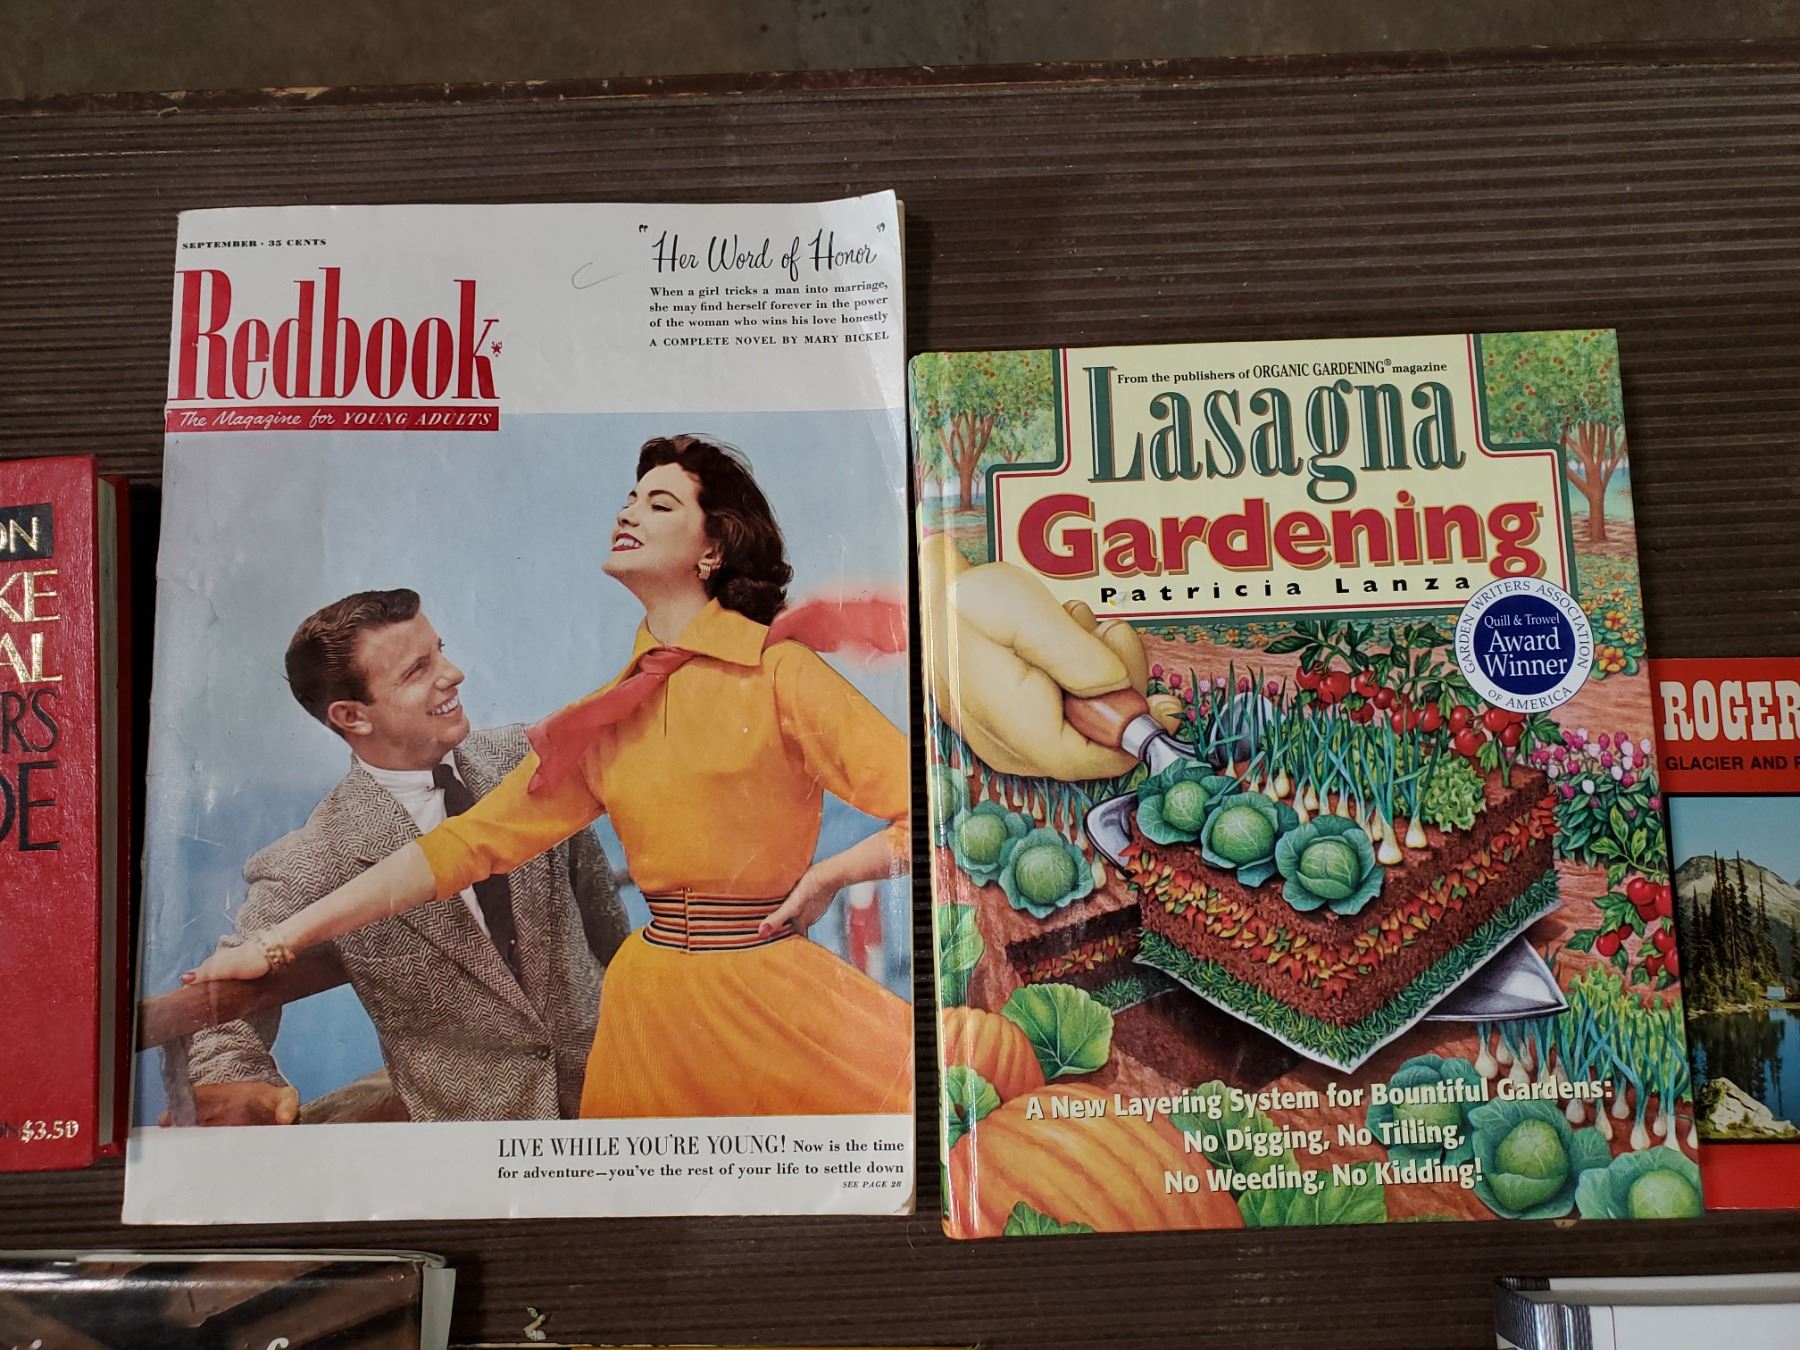 SEPTEMBER · 35 CENTS
Redbook
The Magazine for YOUNG ADULTS
"Her Word of Honor"
When a girl tricks a man into marriage,
she may find herself forever in the power
of the woman who wins his love honestly
A COMPLETE NOVEL BY MARY BICKEL
LIVE WHILE YOU'RE YOUNG! Now is the time
for adventure—you've the rest of your life to settle down
SEE PAGE 28
From the publishers of ORGANIC GARDENING® magazine
Lasagna
Gardening
Patricia Lanza
GARDEN WRITERS ASSOCIATION
OF AMERICA
Quill & Trowel
Award
Winner
A New Layering System for Bountiful Gardens:
No Digging, No Tilling,
No Weeding, No Kidding!
ON
KE
AL
RS
DE
$3.50
ROGER
GLACIER AND